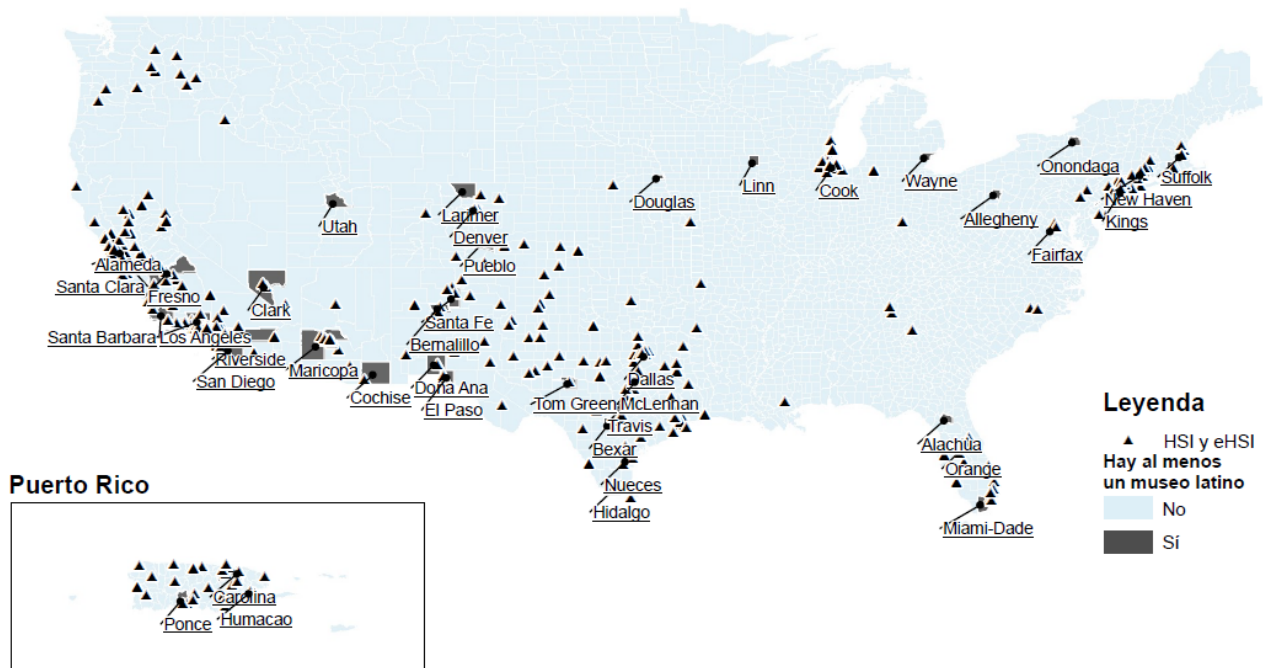 Onondaga
Suffolk
Linn
Wayne
Cook
Douglas
Allegheny
New Haven
Kings
Larimer
Utah
Denver
Fairfax
Alameda
Pueblo
Santa Clara
Fresno
Clark
Santa Fe
Santa Barbara
Los Angeles
Bernalillo
Riverside
Maricopa
San Diego
Dallas
Cochise
Dona Ana
El Paso
Tom Green
McLennan
Travis
Alachua
Bexar
Orange
Nueces
Hidalgo
Miami-Dade
Leyenda
HSI y eHSI
Hay al menos
un museo latino
No
Sí
Puerto Rico
Carolina
Humacao
Ponce